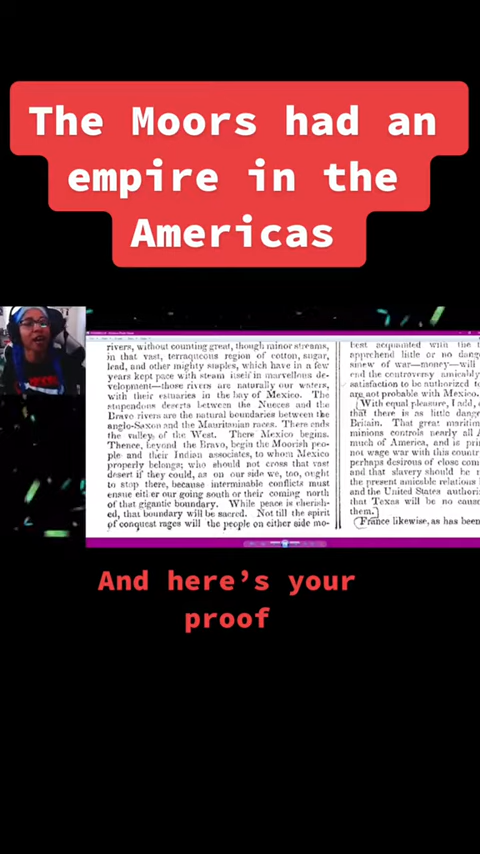 The Moors had an
empire in the
Americas
rivers, without counting great, though minor streams,
in that vast, terraqueous region of cotton, sugar,
lead, and other mighty staples, which have in a few
years kept pace with steam itself in marvellous de-
velopment—those rivers are naturally our waters,
with their estuaries in the bay of Mexico. The
stupendous deserts between the Nueces and the
Bravo rivers are the natural boundaries between the
anglo-Saxon and the Mauritanian races. There ends
the valley of the West. There Mexico begins.
Thence, beyond the Bravo, begin the Moorish peo-
ple and their Indian associates, to whom Mexico
properly belongs; who should not cross that vast
desert if they could, as on our side we, too, ought
to stop there, because interminable conflicts must
ensue either our going south or their coming north
of that gigantic boundary. While peace is cherish-
ed, that boundary will be sacred. Not till the spirit
of conquest rages will the people on either side mo-
best acquainted with the
apprehend little or no dang
sinew of war—money—will
end the controversy amicably
satisfaction to be authorized to
are not probable with Mexico.
With equal pleasure, I add,
that there is as little dange
Britain. That great maritim
minions controls nearly all A
much of America, and is pri
not wage war with this countr
perhaps desirous of close com
and that slavery should be r
the present amicable relations
and the United States authori
that Texas will be no cause
them.]
(France likewise, as has been
And here's your
proof